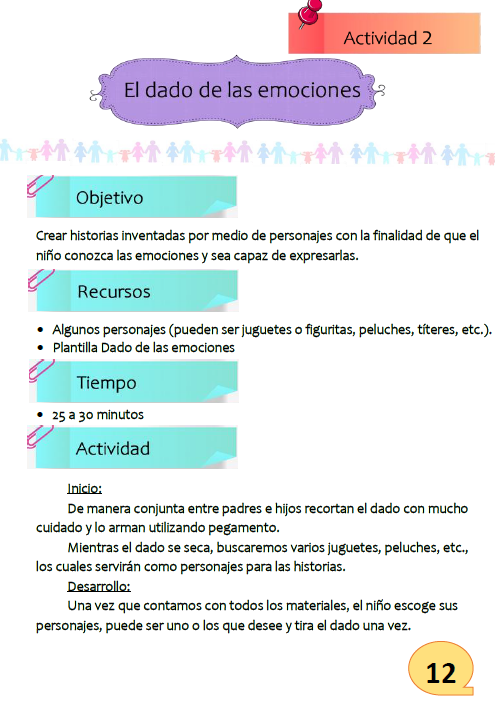 Actividad 2
El dado de las emociones
Objetivo
Crear historias inventadas por medio de personajes con la finalidad de que el
niño conozca las emociones y sea capaz de expresarlas.
Recursos
• Algunos personajes (pueden ser juguetes o figuritas, peluches, títeres, etc.).
• Plantilla Dado de las emociones
Tiempo
• 25 a 30 minutos
Actividad
Inicio:
De manera conjunta entre padres e hijos recortan el dado con mucho
cuidado y lo arman utilizando pegamento.
Mientras el dado se seca, buscaremos varios juguetes, peluches, etc.,
los cuales servirán como personajes para las historias.
Desarrollo:
Una vez que contamos con todos los materiales, el niño escoge sus
personajes, puede ser uno o los que desee y tira el dado una vez.
12